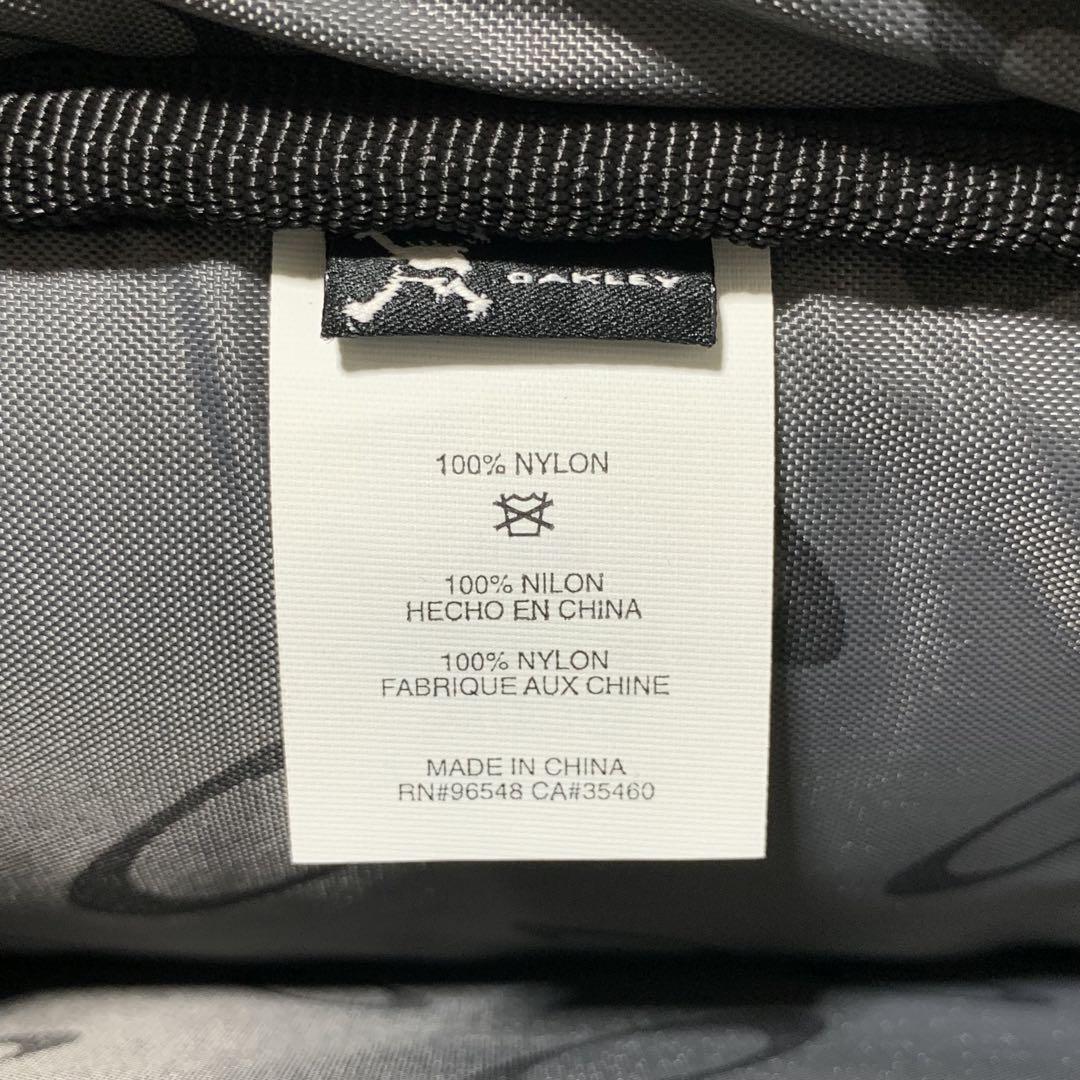 OAKLEY
100% NYLON
100% NILON
HECHO EN CHINA
100% NYLON
FABRIQUE AUX CHINE
MADE IN CHINA
RN#96548 CA#35460